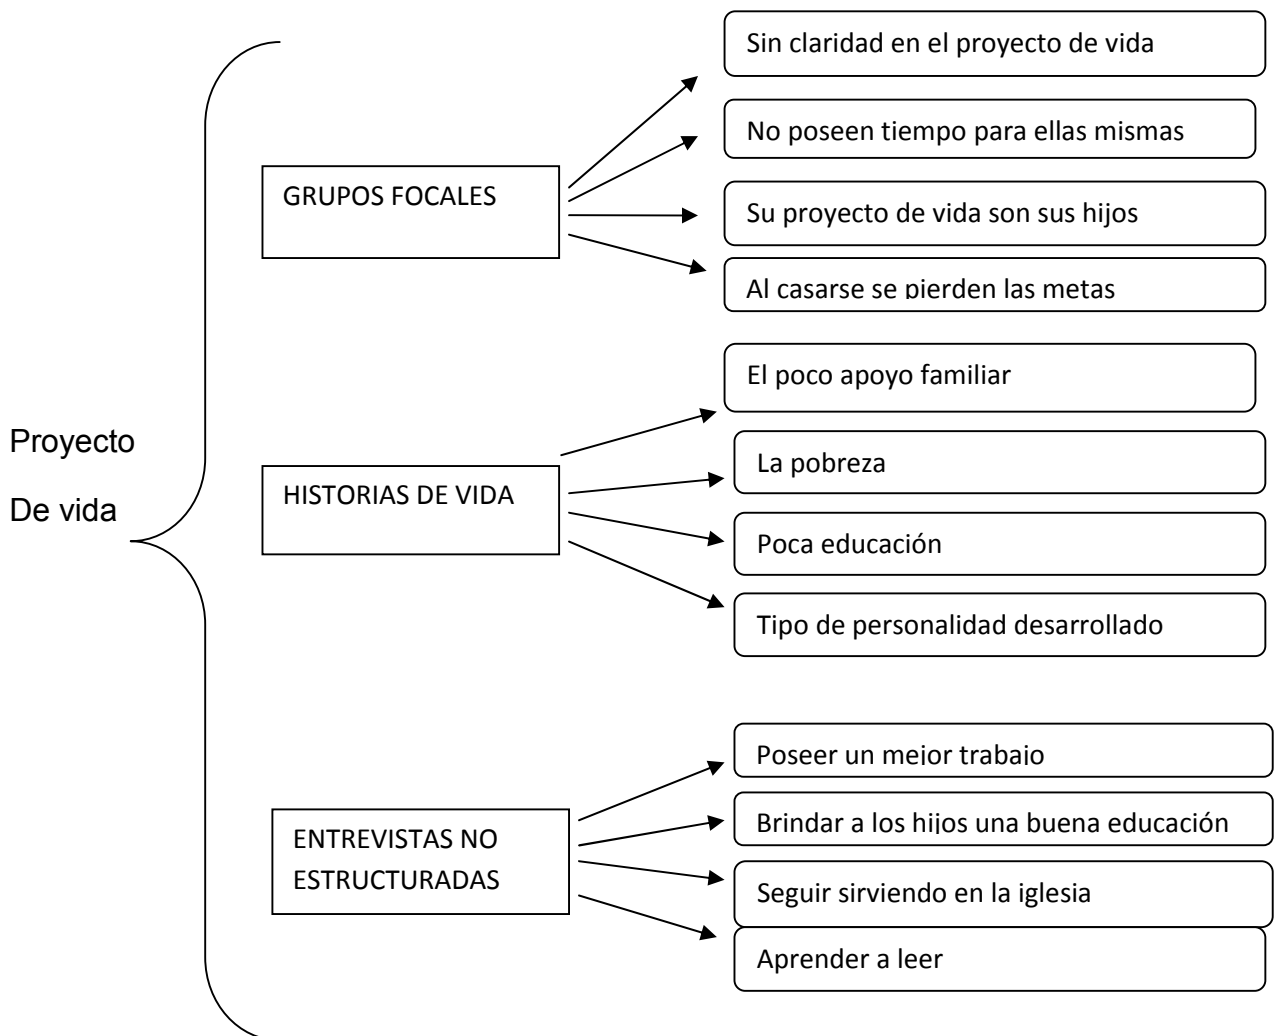 Proyecto
De vida
GRUPOS FOCALES
Sin claridad en el proyecto de vida
No poseen tiempo para ellas mismas
Su proyecto de vida son sus hijos
Al casarse se pierden las metas
HISTORIAS DE VIDA
El poco apoyo familiar
La pobreza
Poca educación
Tipo de personalidad desarrollado
ENTREVISTAS NO
ESTRUCTURADAS
Poseer un mejor trabajo
Brindar a los hijos una buena educación
Seguir sirviendo en la iglesia
Aprender a leer